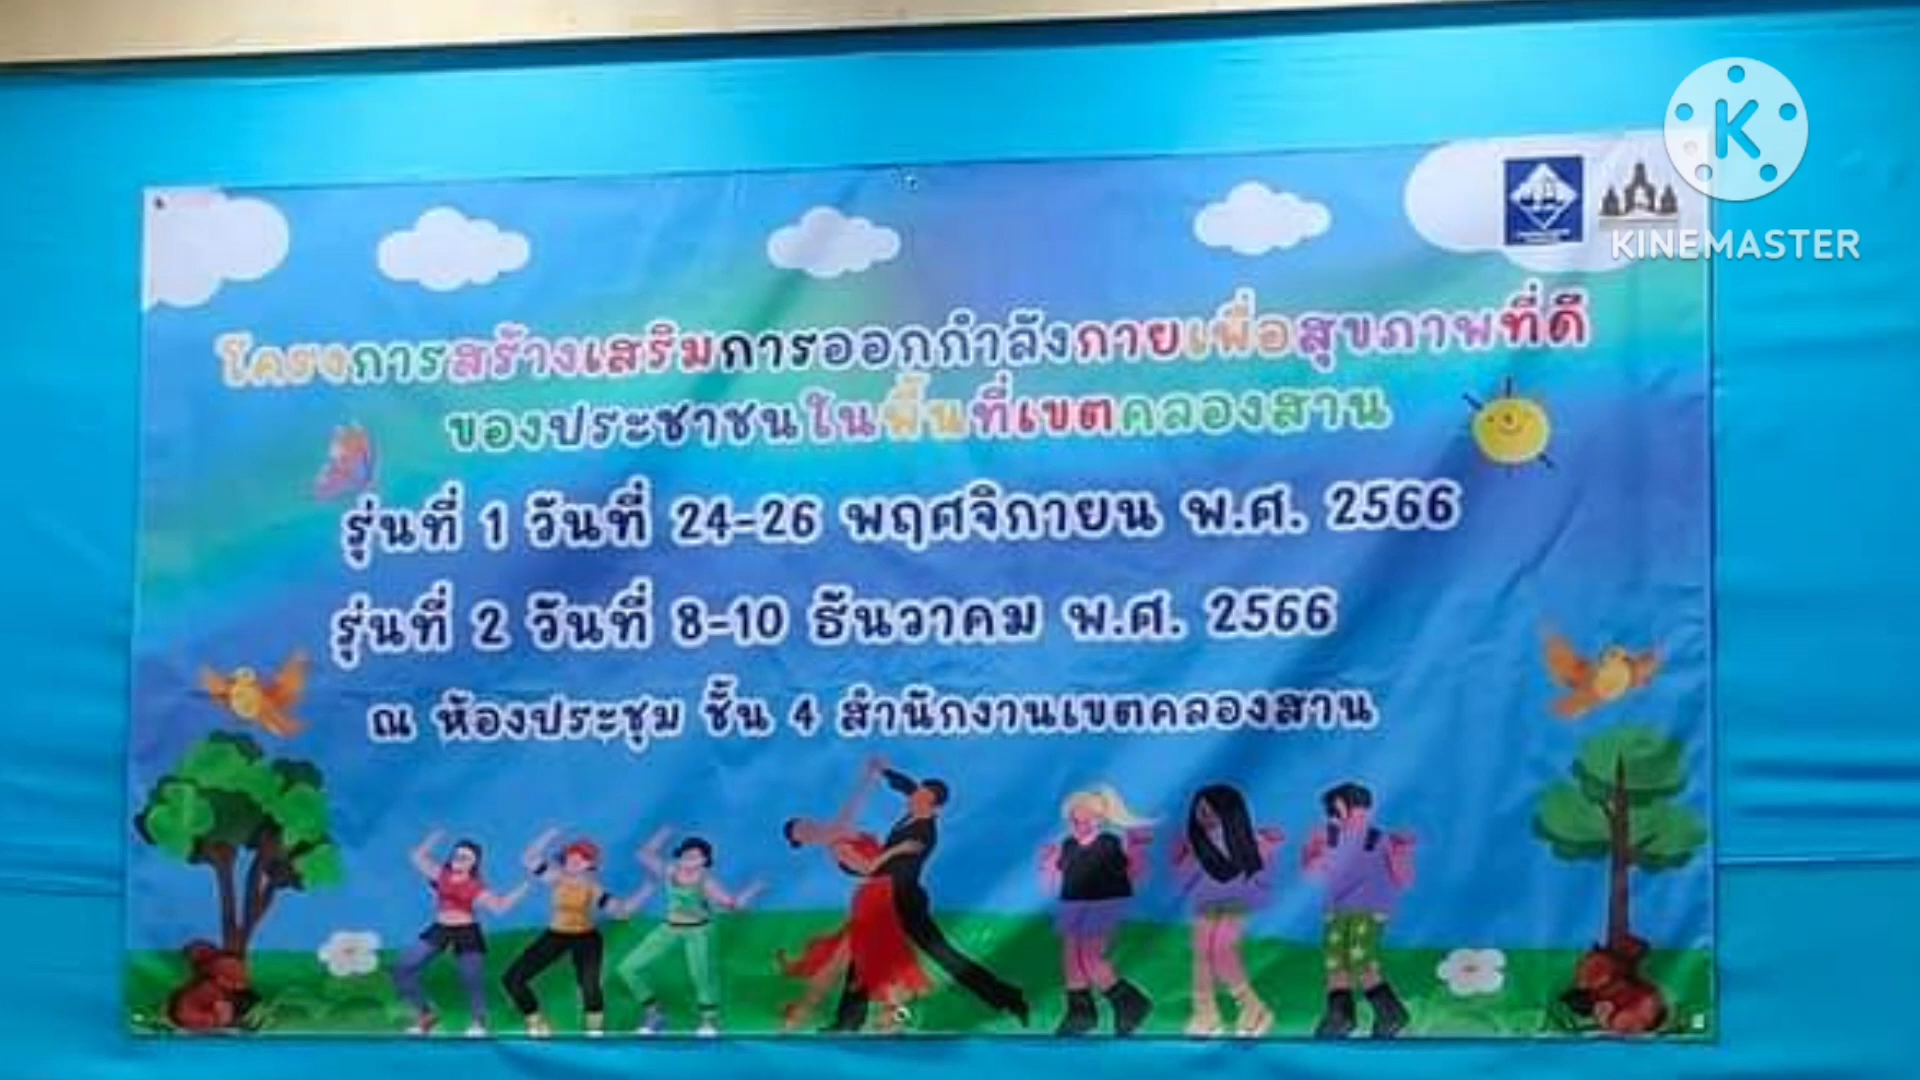 KINEMASTER
โครงการสร้างเสริมการออกกำลังกายเพื่อสุขภาพที่ดี
ของประชาชนในพื้นที่เขตคลองสาน
รุ่นที่ 1 วันที่ 24-26 พฤศจิกายน พ.ศ. 2566
รุ่นที่ 2 วันที่ 8-10 ธันวาคม พ.ศ. 2566
ณ ห้องประชุม ชั้น 4 สำนักงานเขตคลองสาน